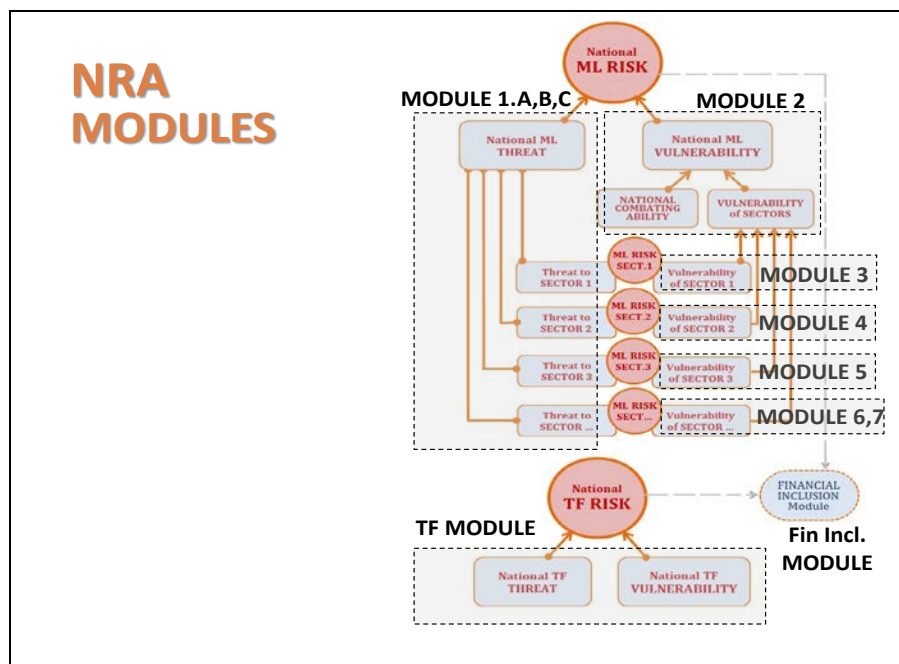 NRA
MODULES
National
ML RISK
MODULE 1.A,B,C
MODULE 2
National ML
THREAT
National ML
VULNERABILITY
NATIONAL
COMBATING
ABILITY
VULNERABILITY
of SECTORS
Threat to
SECTOR 1
ML RISK
SECT.1
Vulnerability
of SECTOR 1
MODULE 3
Threat to
SECTOR 2
ML RISK
SECT.2
Vulnerability
of SECTOR 2
MODULE 4
Threat to
SECTOR 3
ML RISK
SECT.3
Vulnerability
of SECTOR 3
MODULE 5
Threat to
SECTOR ...
ML RISK
SECT...
Vulnerability
of SECTOR ...
MODULE 6,7
National
TF RISK
FINANCIAL
INCLUSION
Module
TF MODULE
Fin Incl.
MODULE
National TF
THREAT
National TF
VULNERABILITY